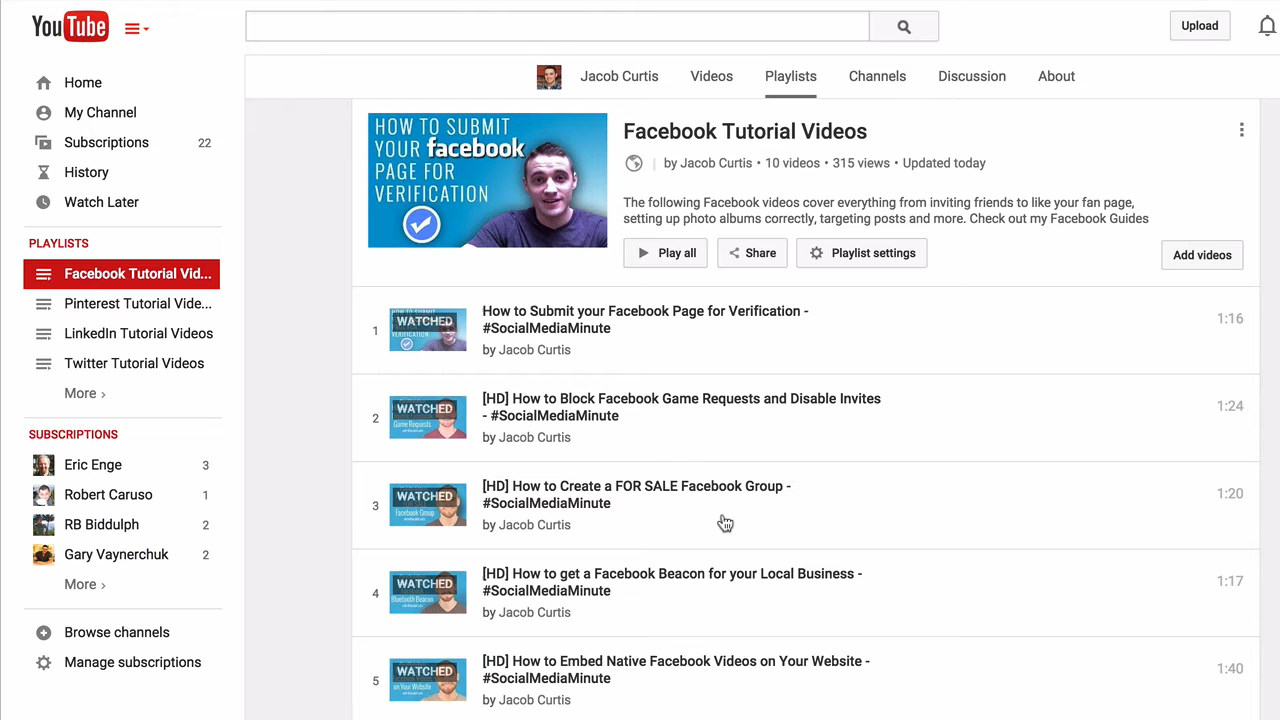 YouTube
Upload
Home
My Channel
Subscriptions 22
History
Watch Later
PLAYLISTS
Facebook Tutorial Vid...
Pinterest Tutorial Vide...
LinkedIn Tutorial Videos
Twitter Tutorial Videos
More ›
SUBSCRIPTIONS
Eric Enge 3
Robert Caruso 1
RB Biddulph 2
Gary Vaynerchuk 2
More ›
Browse channels
Manage subscriptions
Jacob Curtis Videos Playlists Channels Discussion About
HOW TO SUBMIT
YOUR facebook
PAGE FOR
VERIFICATION
Facebook Tutorial Videos
by Jacob Curtis • 10 videos • 315 views • Updated today
The following Facebook videos cover everything from inviting friends to like your fan page,
setting up photo albums correctly, targeting posts and more. Check out my Facebook Guides
Play all Share Playlist settings Add videos
1 WATCHED How to Submit your Facebook Page for Verification - 1:16
VERIFICATION #SocialMediaMinute
by Jacob Curtis
2 WATCHED [HD] How to Block Facebook Game Requests and Disable Invites 1:24
Game Requests - #SocialMediaMinute
by Jacob Curtis
3 WATCHED [HD] How to Create a FOR SALE Facebook Group - 1:20
Facebook Group #SocialMediaMinute
by Jacob Curtis
4 WATCHED [HD] How to get a Facebook Beacon for your Local Business - 1:17
Bluetooth Beacon #SocialMediaMinute
by Jacob Curtis
5 WATCHED [HD] How to Embed Native Facebook Videos on Your Website - 1:40
on Your Website #SocialMediaMinute
by Jacob Curtis